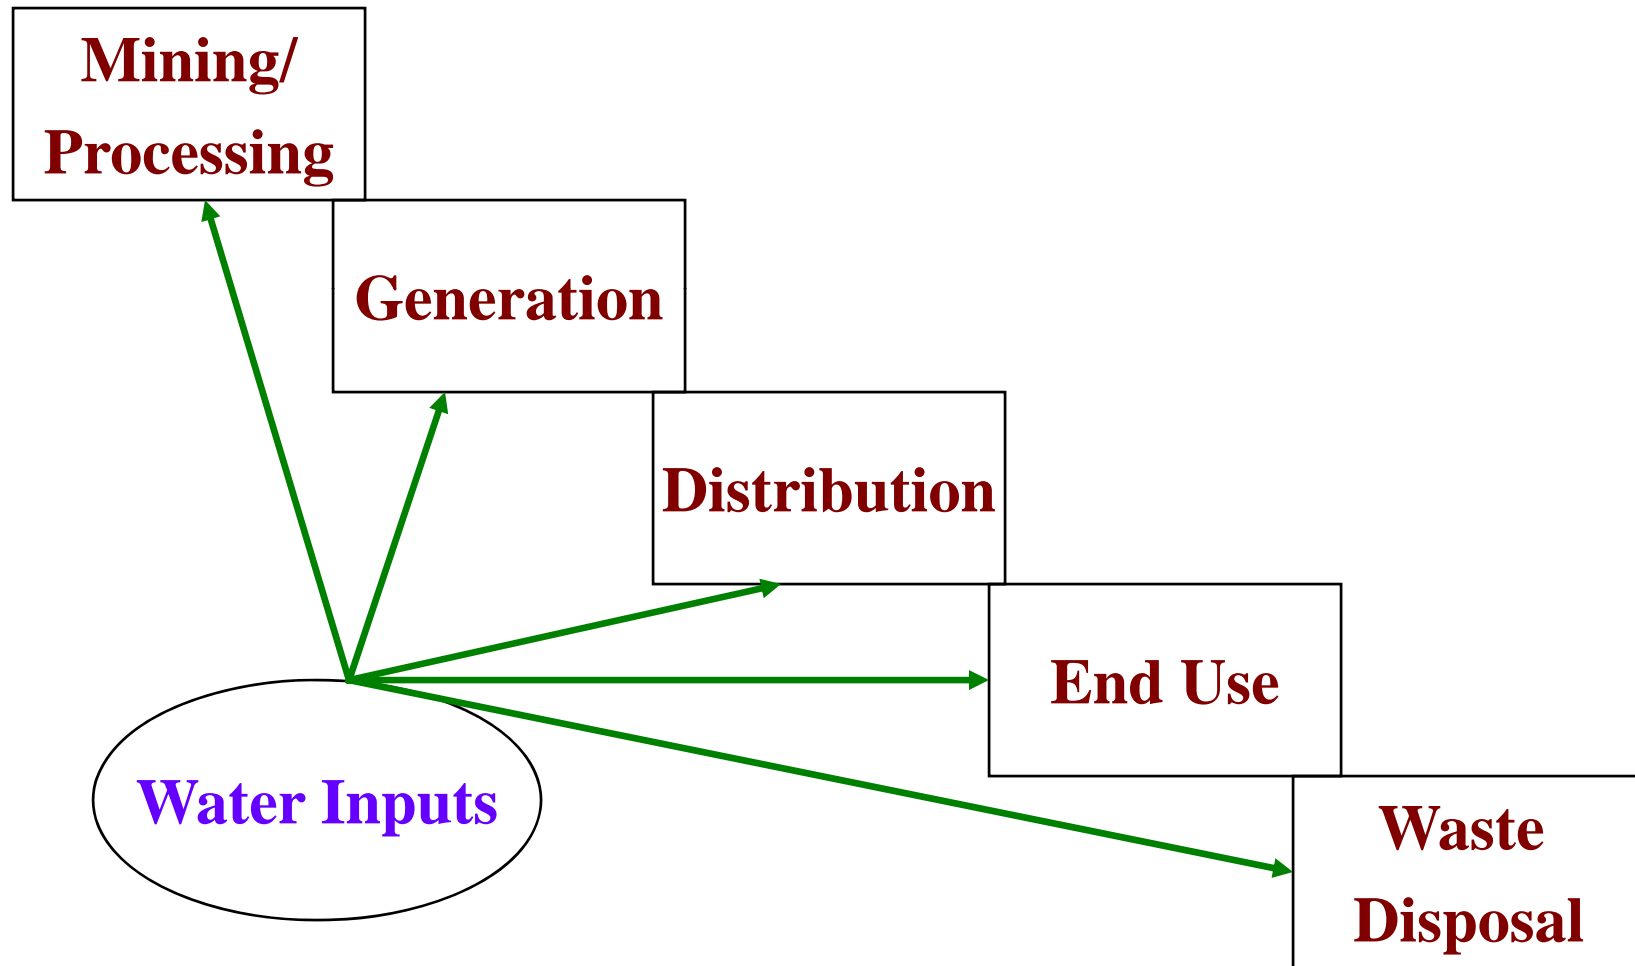 Mining/
Processing
Generation
Distribution
End Use
Water Inputs
Waste
Disposal